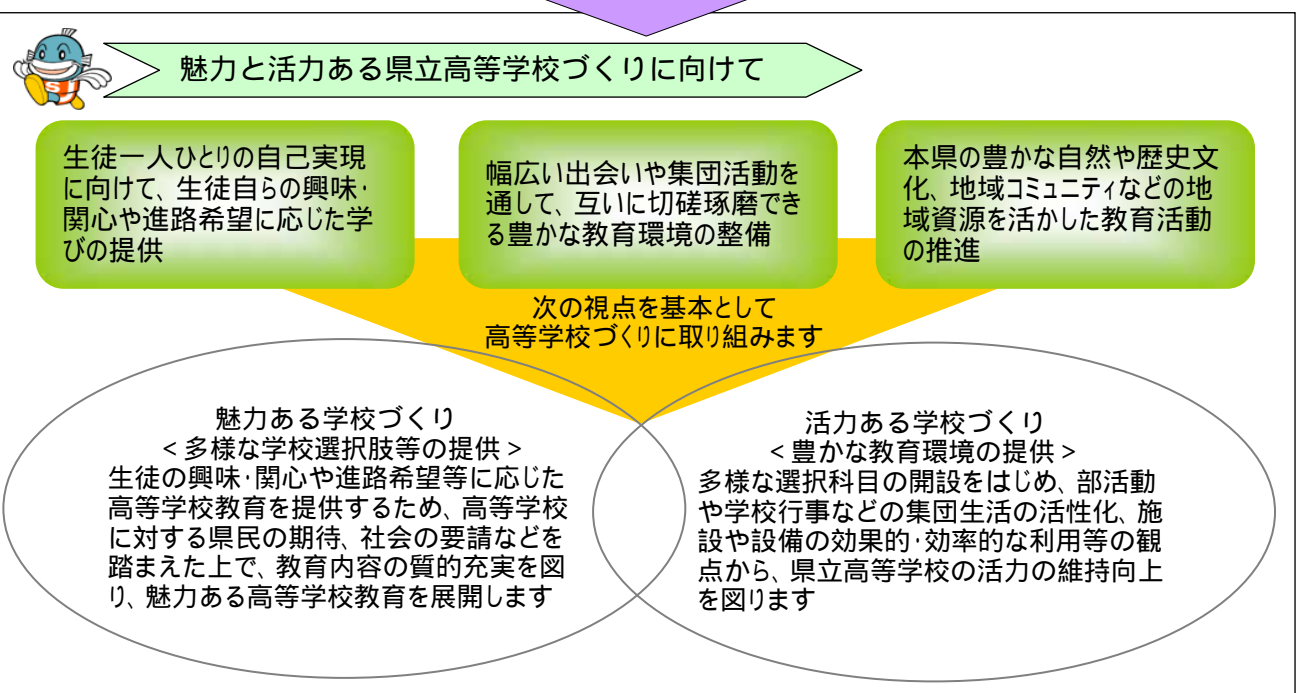 魅力と活力ある県立高等学校づくりに向けて
生徒一人ひとりの自己実現
に向けて、生徒自らの興味・
関心や進路希望に応じた学
びの提供
幅広い出会いや集団活動を
通して、互いに切磋琢磨でき
る豊かな教育環境の整備
本県の豊かな自然や歴史文
化、地域コミュニティなどの地
域資源を活かした教育活動
の推進
次の視点を基本として
高等学校づくりに取り組みます
魅力ある学校づくり
<多様な学校選択肢等の提供>
生徒の興味・関心や進路希望等に応じた
高等学校教育を提供するため、高等学校
に対する県民の期待、社会の要請などを
踏まえた上で、教育内容の質的充実を図
り、魅力ある高等学校教育を展開します
活力ある学校づくり
<豊かな教育環境の提供>
多様な選択科目の開設をはじめ、部活動
や学校行事などの集団生活の活性化、施
設や設備の効果的・効率的な利用等の観
点から、県立高等学校の活力の維持向上
を図ります